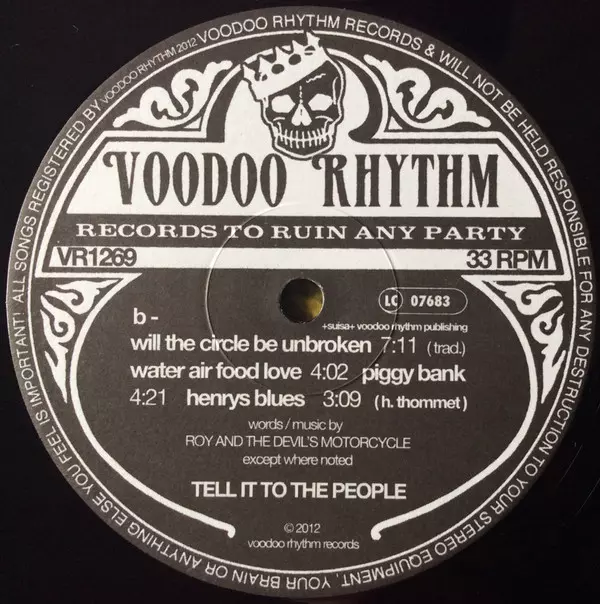 ALL SONGS REGISTERED BY VOODOO RHYTHM 2012 VOODOO RHYTHM RECORDS & WILL NOT BE HELD RESPONSIBLE FOR ANY DESTRUCTION TO YOUR STEREO EQUIPMENT, YOUR BRAIN OR ANYTHING ELSE YOU FEEL IS IMPORTANT!
VOODOO RHYTHM
RECORDS TO RUIN ANY PARTY
VR1269 33 RPM
LC 07683
b -
+suisa+ voodoo rhythm publishing
will the circle be unbroken 7:11 (trad.)
water air food love 4:02 piggy bank
4:21 henrys blues 3:09 (h. thommet)
words / music by
ROY AND THE DEVIL'S MOTORCYCLE
except where noted
TELL IT TO THE PEOPLE
© 2012
voodoo rhythm records